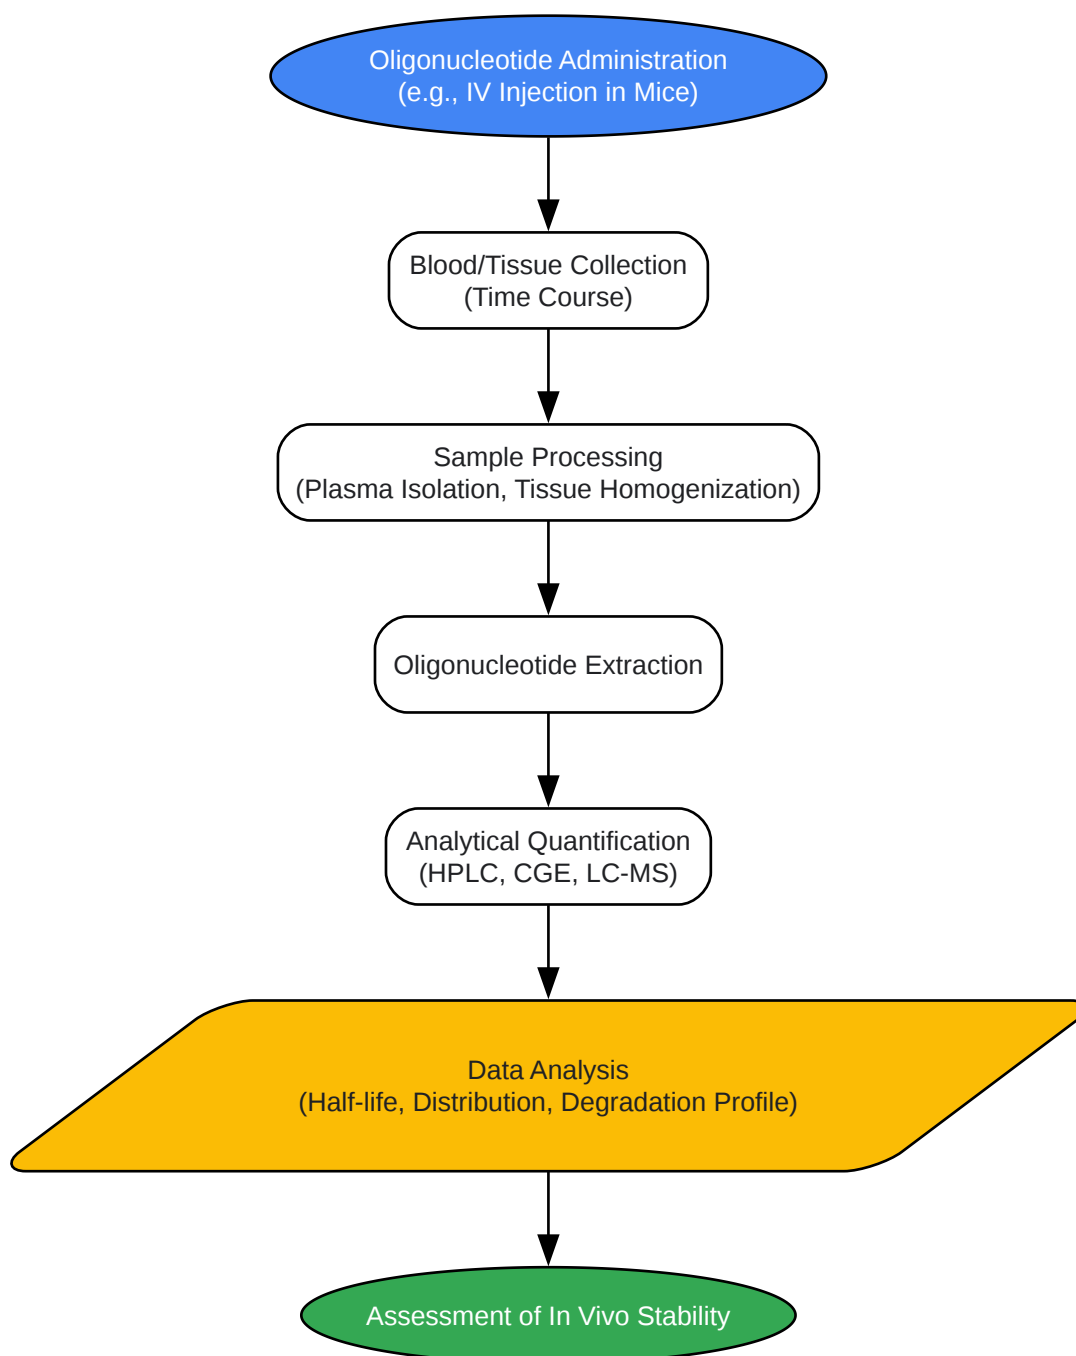 Oligonucleotide Administration
(e.g., IV Injection in Mice)
Blood/Tissue Collection
(Time Course)
Sample Processing
(Plasma Isolation, Tissue Homogenization)
Oligonucleotide Extraction
Analytical Quantification
(HPLC, CGE, LC-MS)
Data Analysis
(Half-life, Distribution, Degradation Profile)
Assessment of In Vivo Stability